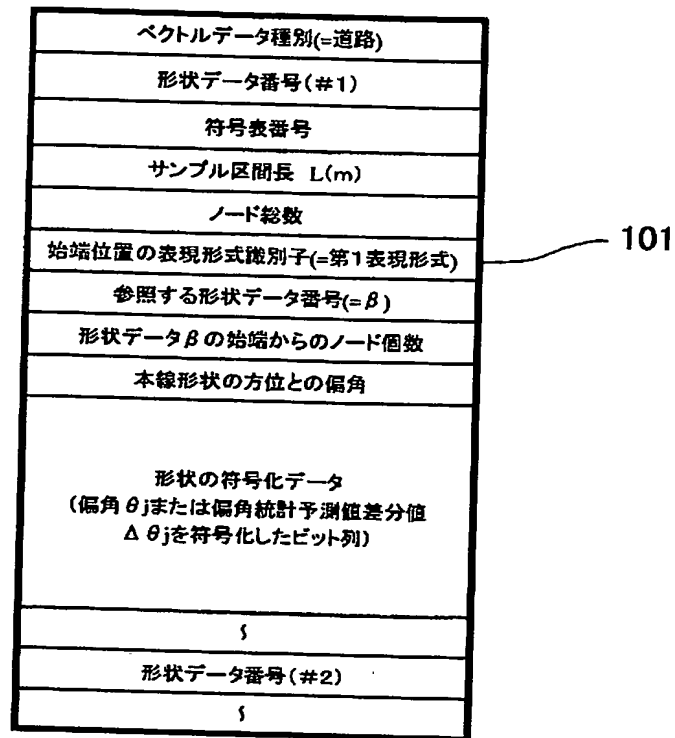 ベクトルデータ種別(=道路)
形状データ番号(#1)
符号表番号
サンプル区間長 L(m)
ノード総数
始端位置の表現形式識別子(=第1表現形式)
101
参照する形状データ番号(=β)
形状データβの始端からのノード個数
本線形状の方位との偏角
形状の符号化データ
(偏角θjまたは偏角統計予測値差分値
Δθjを符号化したビット列)
∫
形状データ番号(#2)
∫